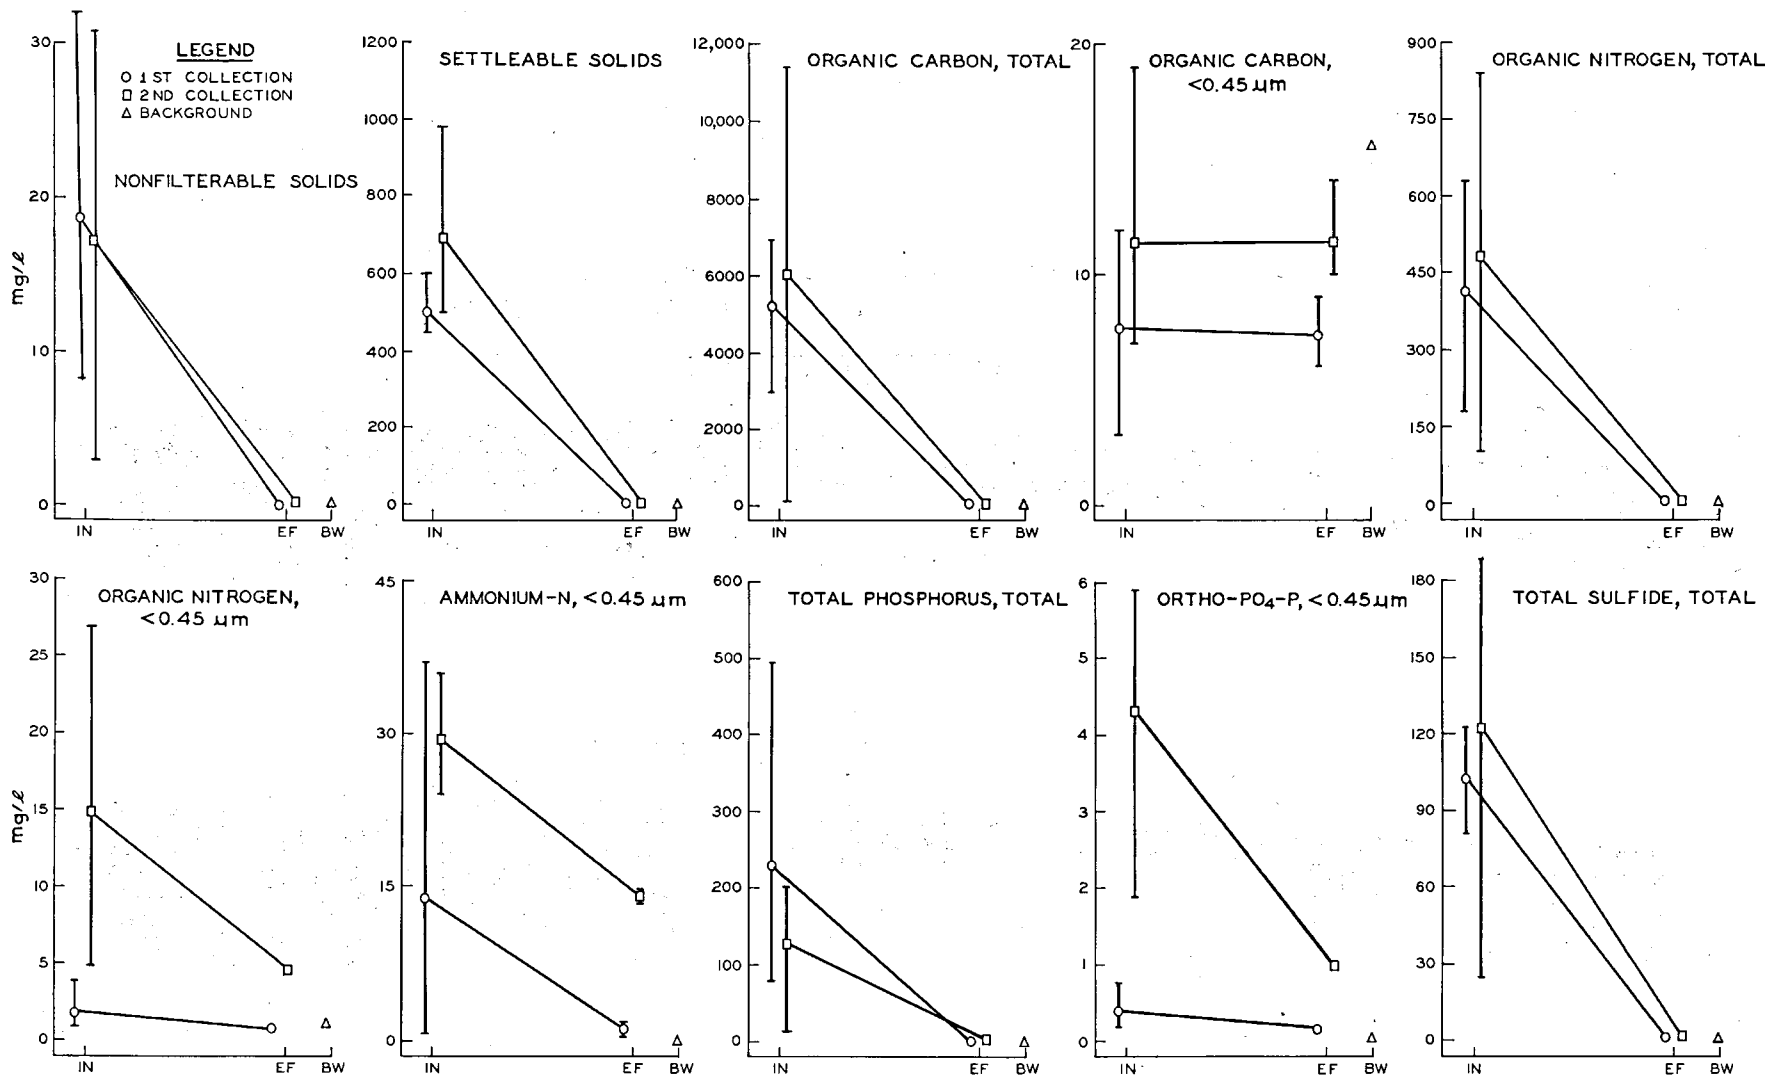 LEGEND
O 1ST COLLECTION
□ 2ND COLLECTION
△ BACKGROUND
NONFILTERABLE SOLIDS
mg/ℓ
30
20
10
0
IN EF BW
SETTLEABLE SOLIDS
1200
1000
800
600
400
200
0
IN EF BW
ORGANIC CARBON, TOTAL
12,000
10,000
8000
6000
4000
2000
0
IN EF BW
ORGANIC CARBON,
<0.45 µm
20
10
0
IN EF BW
ORGANIC NITROGEN, TOTAL
900
750
600
450
300
150
0
IN EF BW
ORGANIC NITROGEN,
<0.45 µm
mg/ℓ
30
25
20
15
10
5
0
IN EF BW
AMMONIUM-N, <0.45 µm
45
30
15
0
IN EF BW
TOTAL PHOSPHORUS, TOTAL
600
500
400
300
200
100
0
IN EF BW
ORTHO-PO₄-P, <0.45µm
6
5
4
3
2
1
0
IN EF BW
TOTAL SULFIDE, TOTAL
180
150
120
90
60
30
0
IN EF BW